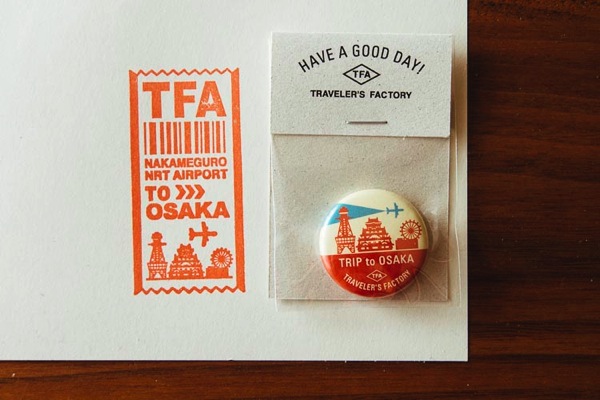 TFA
NAKAMEGURO
NRT AIRPORT
TO >>>
OSAKA
HAVE A GOOD DAY!
TFA
TRAVELER'S FACTORY
TRIP to OSAKA
TFA
TRAVELER'S FACTORY